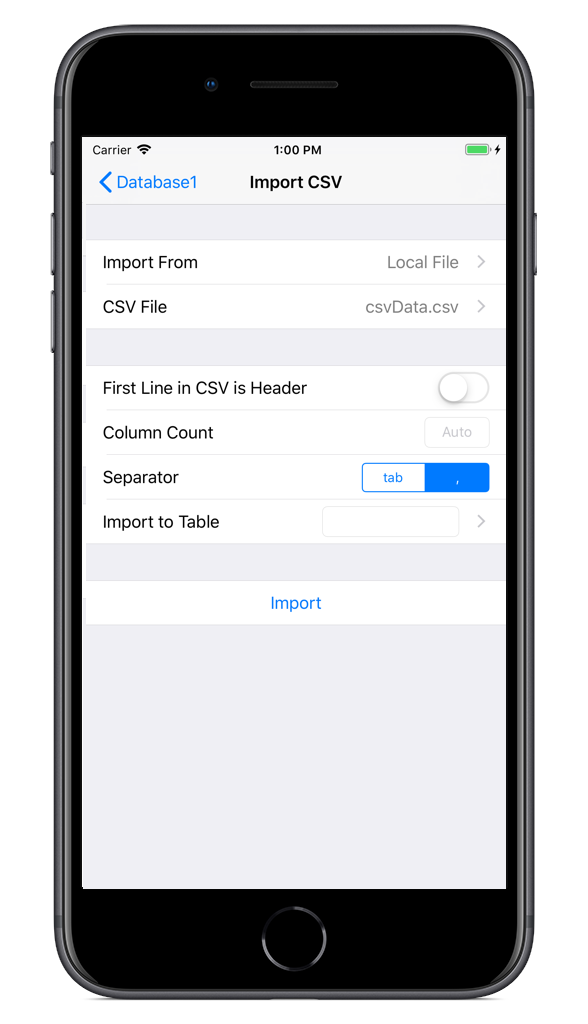 Carrier 1:00 PM
Database1 Import CSV
Import From Local File
CSV File csvData.csv
First Line in CSV is Header
Column Count Auto
Separator tab ,
Import to Table
Import